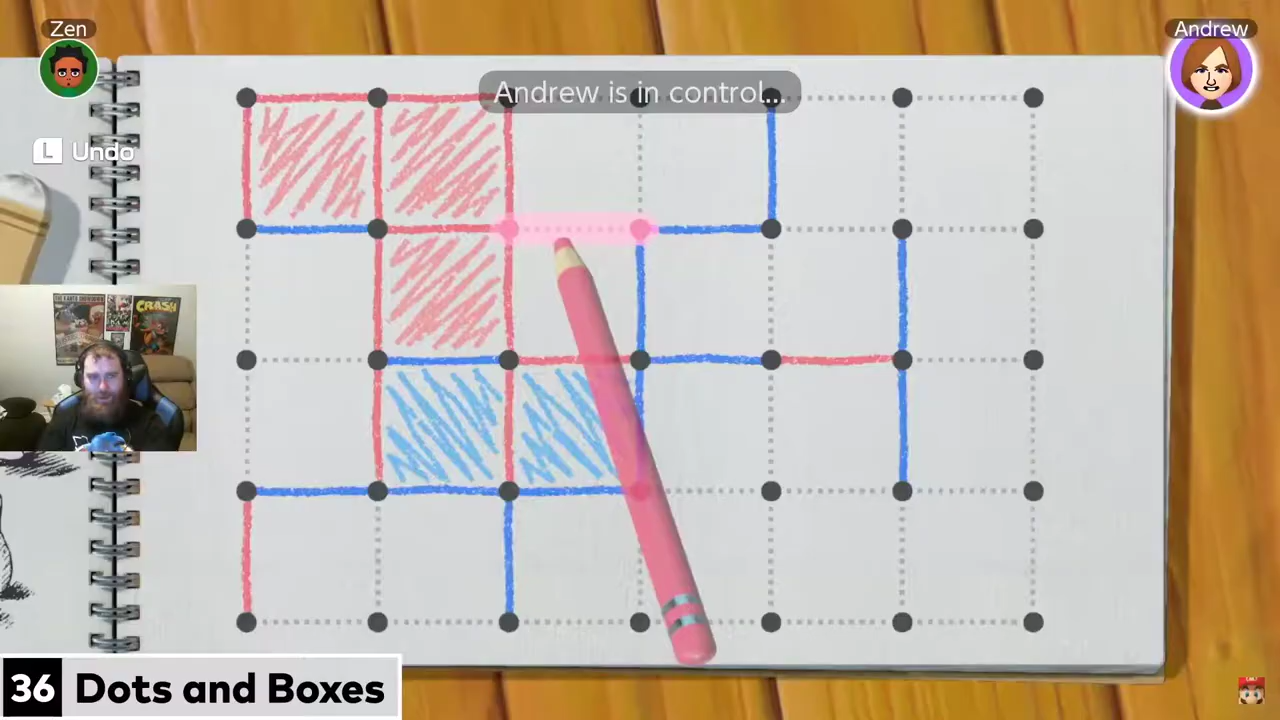 Zen
Andrew
Andrew is in control...
L Undo
CRASH
36 Dots and Boxes